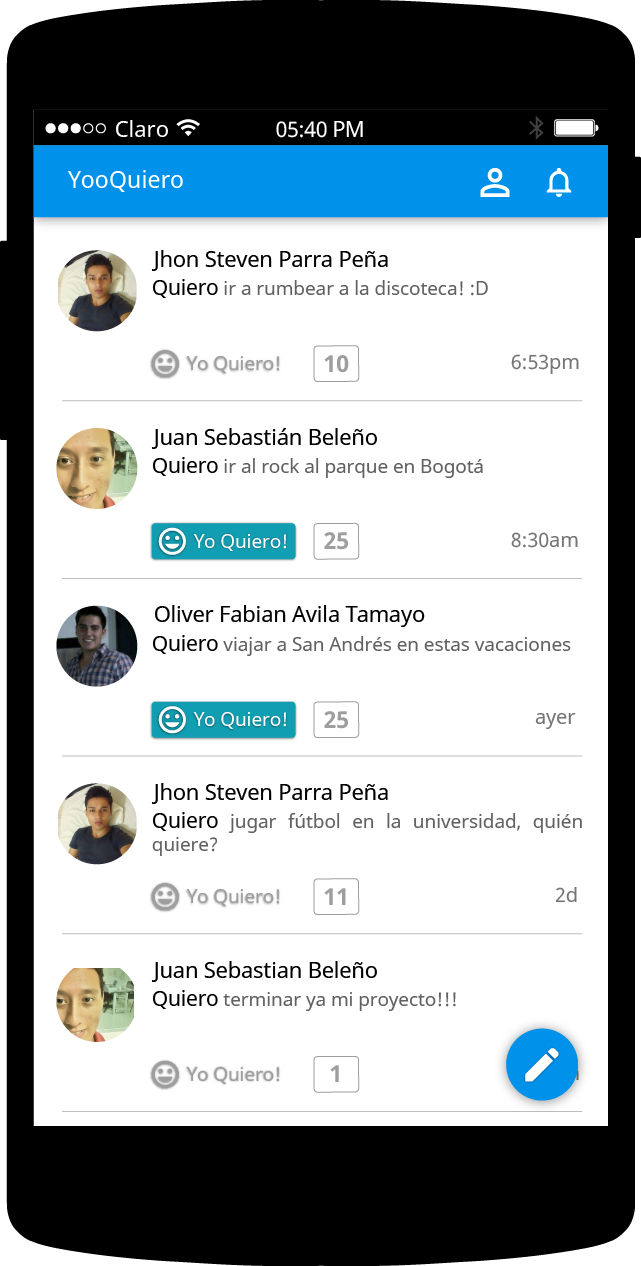 Claro 05:40 PM
YooQuiero
Jhon Steven Parra Peña
Quiero ir a rumbear a la discoteca! :D
Yo Quiero! 10 6:53pm
Juan Sebastián Beleño
Quiero ir al rock al parque en Bogotá
Yo Quiero! 25 8:30am
Oliver Fabian Avila Tamayo
Quiero viajar a San Andrés en estas vacaciones
Yo Quiero! 25 ayer
Jhon Steven Parra Peña
Quiero jugar fútbol en la universidad, quién
quiere?
Yo Quiero! 11 2d
Juan Sebastian Beleño
Quiero terminar ya mi proyecto!!!
Yo Quiero! 1